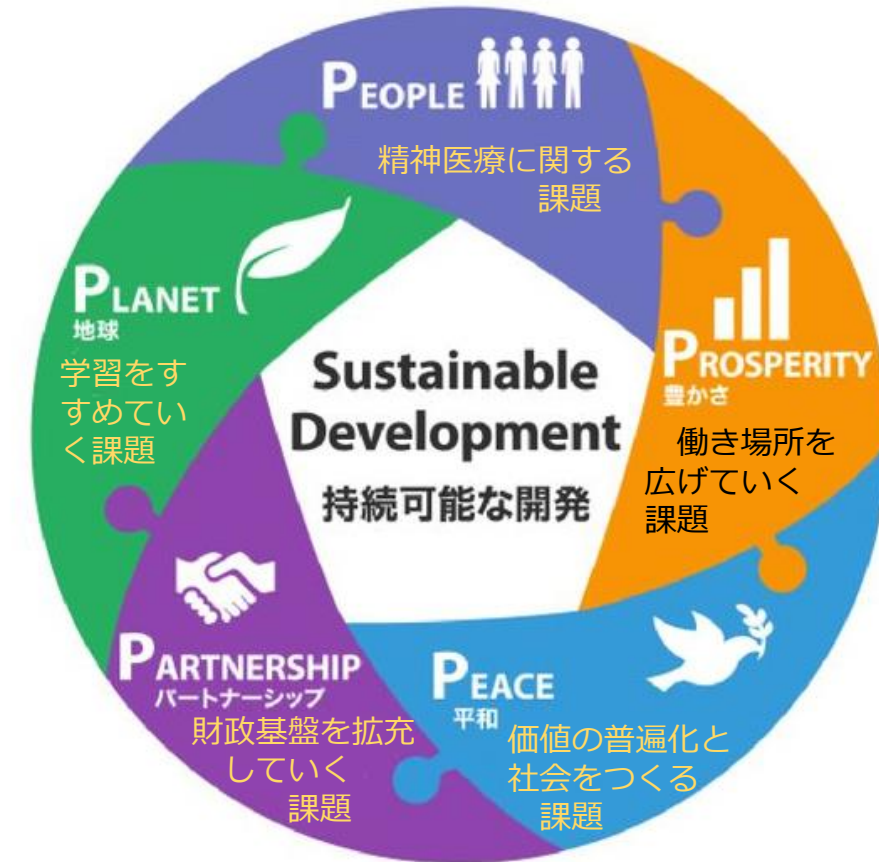 PEOPLE
精神医療に関する
課題
PROSPERITY
豊かさ
働き場所を
広げていく
課題
PEACE
平和
価値の普遍化と
社会をつくる
課題
PARTNERSHIP
パートナーシップ
財政基盤を拡充
していく
課題
PLANET
地球
学習をす
すめてい
く課題
Sustainable
Development
持続可能な開発